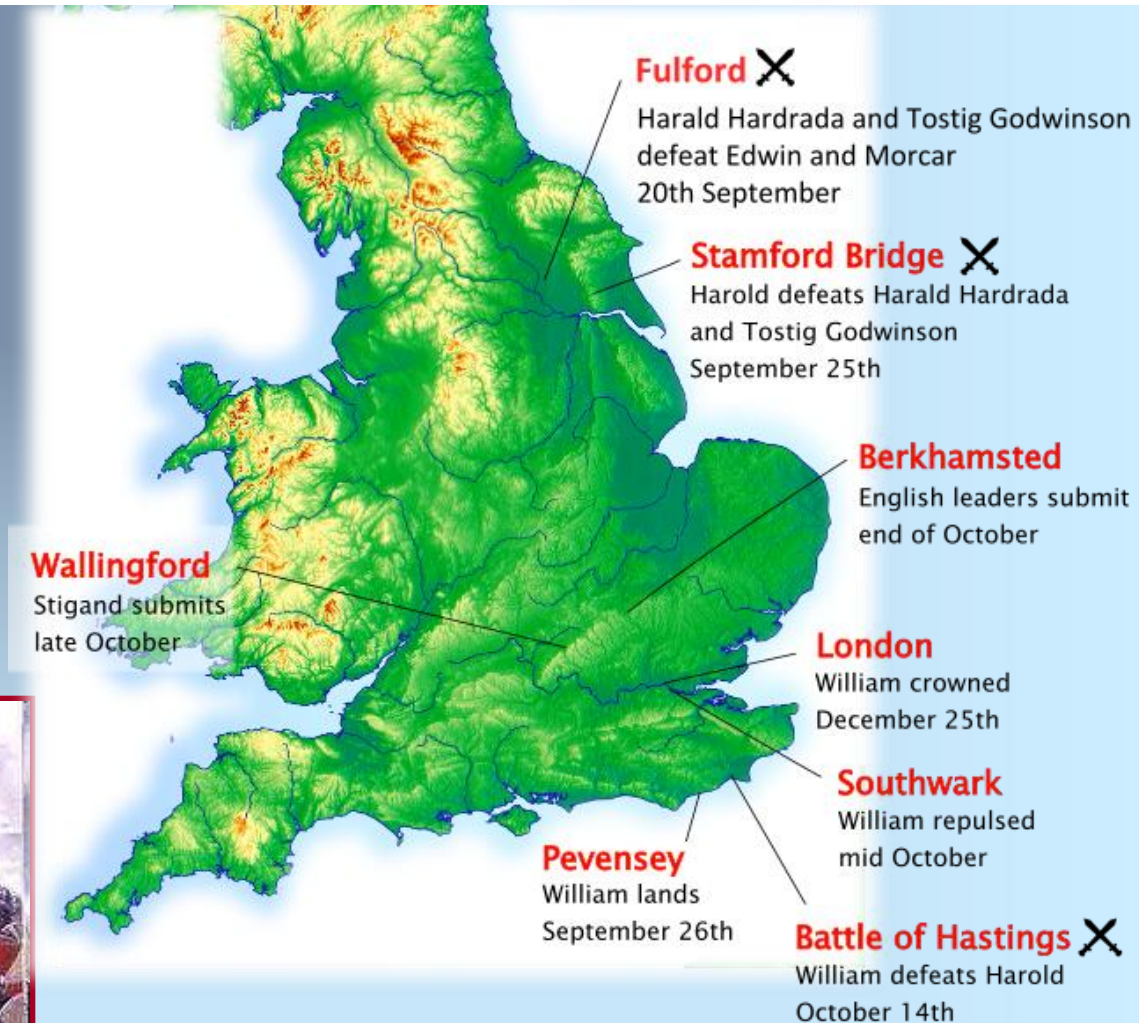 Fulford
Harald Hardrada and Tostig Godwinson
defeat Edwin and Morcar
20th September
Stamford Bridge
Harold defeats Harald Hardrada
and Tostig Godwinson
September 25th
Berkhamsted
English leaders submit
end of October
Wallingford
Stigand submits
late October
London
William crowned
December 25th
Southwark
William repulsed
mid October
Pevensey
William lands
September 26th
Battle of Hastings
William defeats Harold
October 14th